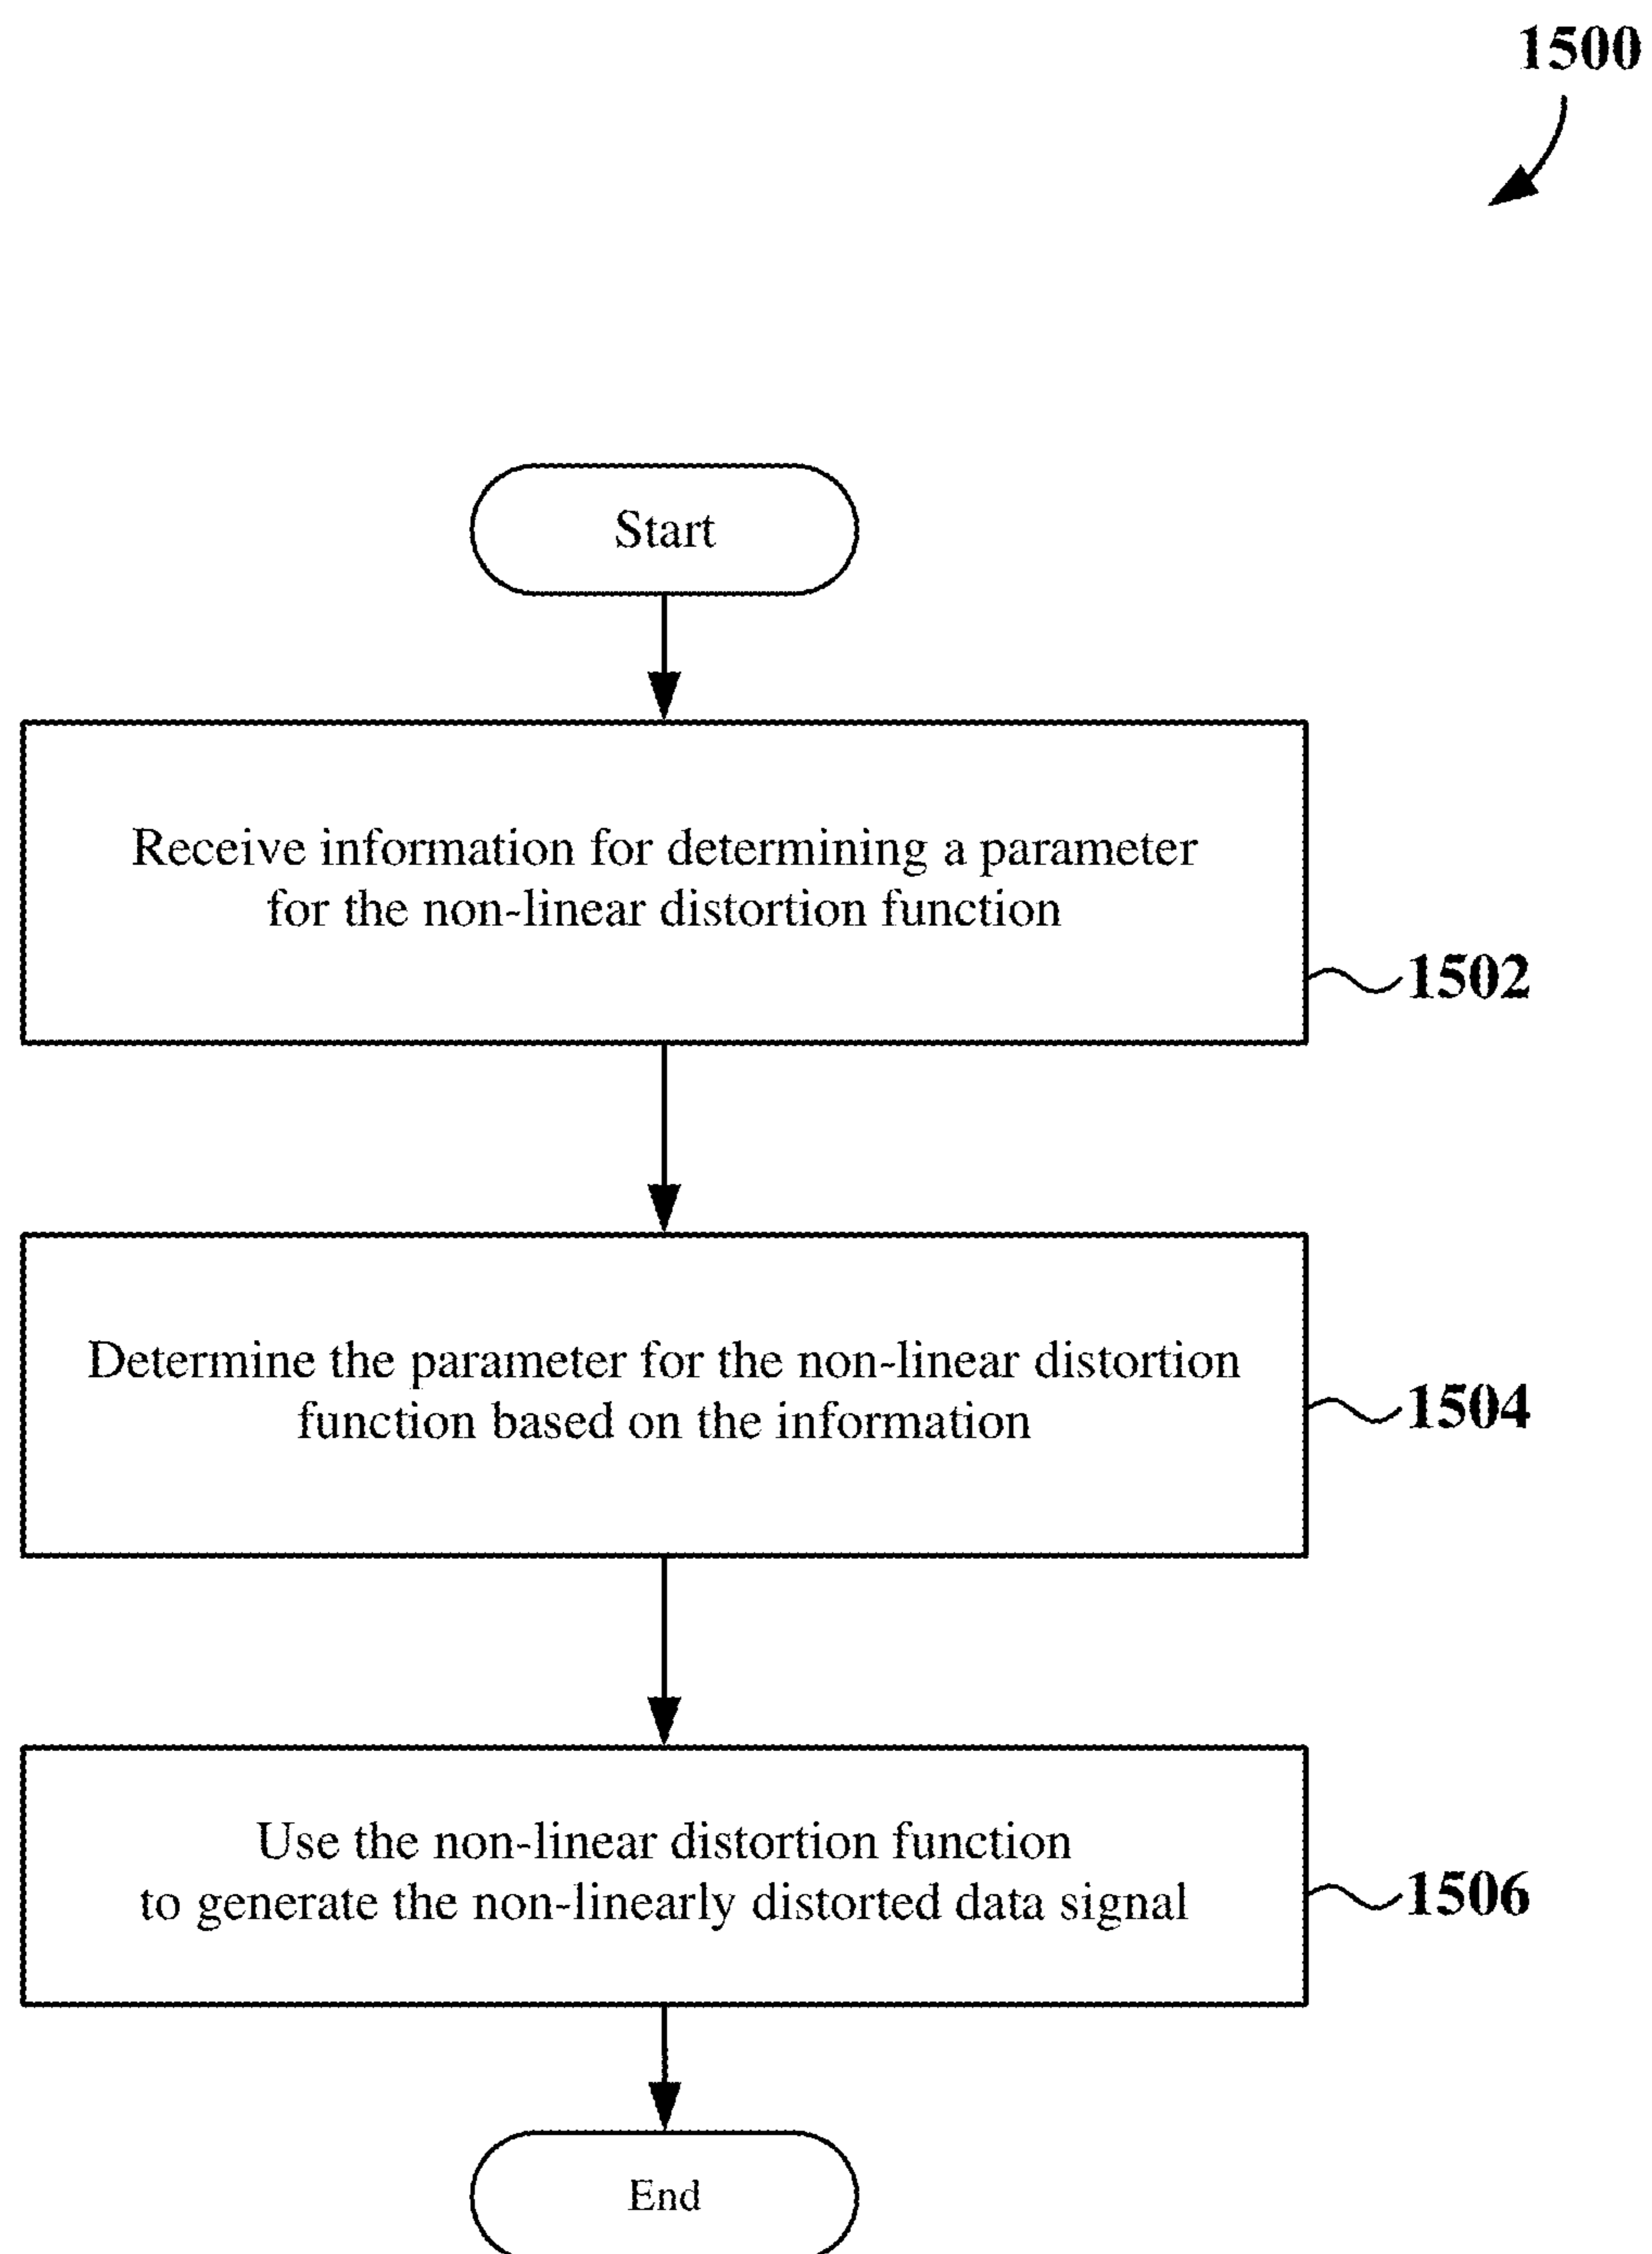 1500
Start
Receive information for determining a parameter
for the non-linear distortion function
1502
Determine the parameter for the non-linear distortion
function based on the information
1504
Use the non-linear distortion function
to generate the non-linearly distorted data signal
1506
End